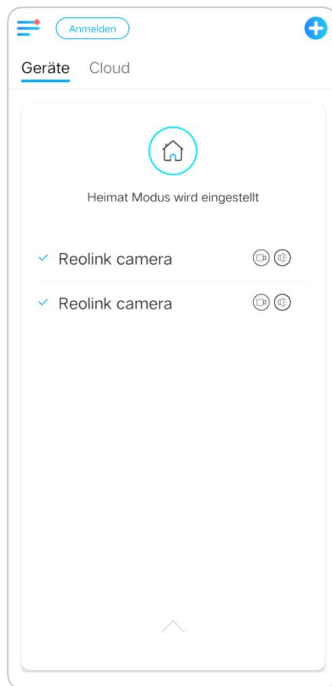 Anmelden
Geräte Cloud
Heimat Modus wird eingestellt
Reolink camera
Reolink camera